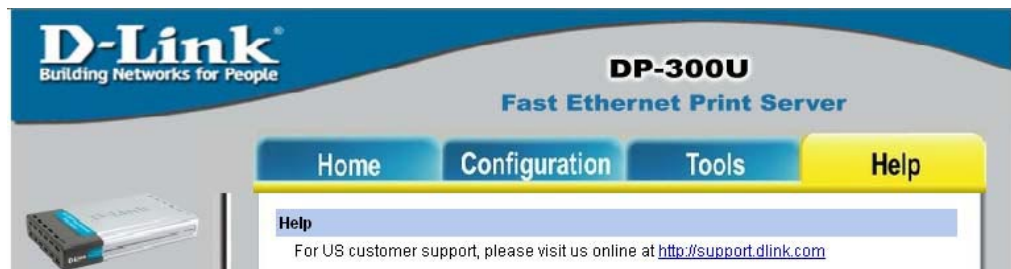 D-Link®
Building Networks for People
DP-300U
Fast Ethernet Print Server
Home
Configuration
Tools
Help
D-Link
Help
For US customer support, please visit us online at http://support.dlink.com